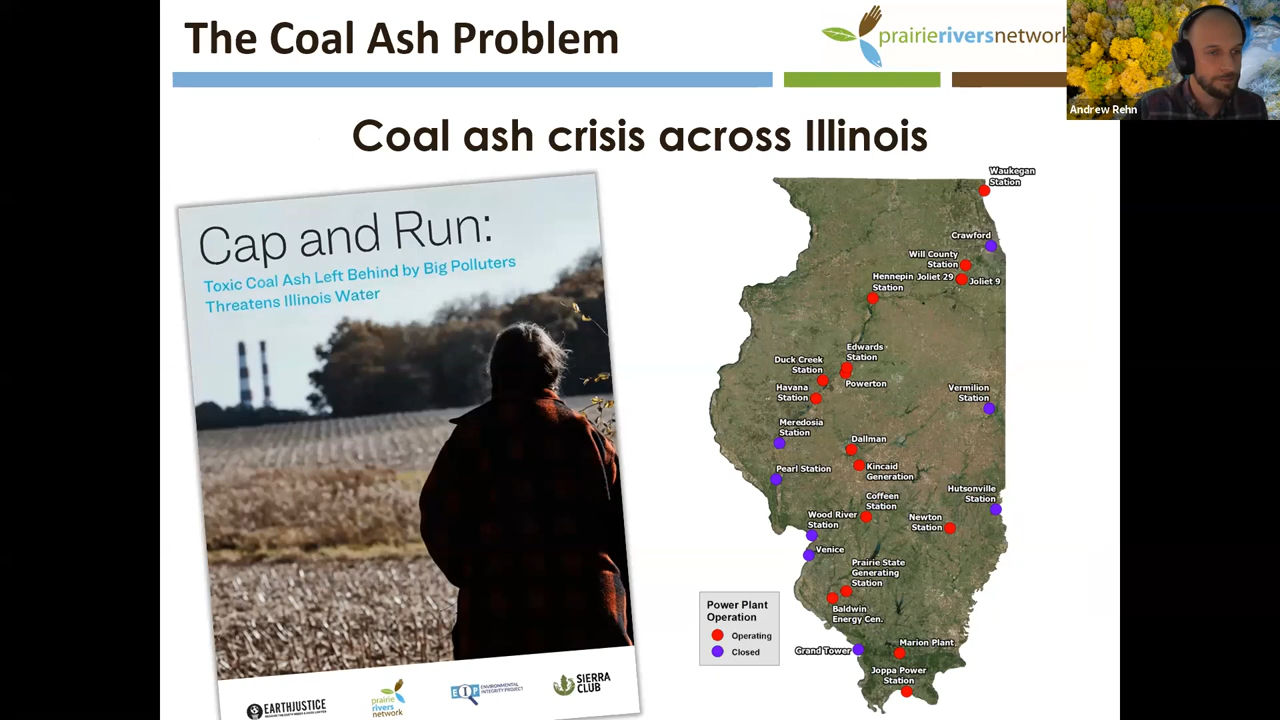 The Coal Ash Problem
prairieriversnetwork
Andrew Rehn
Coal ash crisis across Illinois
Cap and Run:
Toxic Coal Ash Left Behind by Big Polluters
Threatens Illinois Water
EARTHJUSTICE
prairie
rivers
network
EIP
ENVIRONMENTAL
INTEGRITY PROJECT
SIERRA
CLUB
Waukegan
Station
Crawford
Will County
Station
Hennepin
Station
Joliet 29
Joliet 9
Edwards
Station
Duck Creek
Station
Powerton
Havana
Station
Vermilion
Station
Meredosia
Station
Dallman
Pearl Station
Kincaid
Generation
Hutsonville
Station
Coffeen
Station
Wood River
Station
Newton
Station
Venice
Prairie State
Generating
Station
Baldwin
Energy Cen.
Grand Tower
Marion Plant
Joppa Power
Station
Power Plant
Operation
Operating
Closed